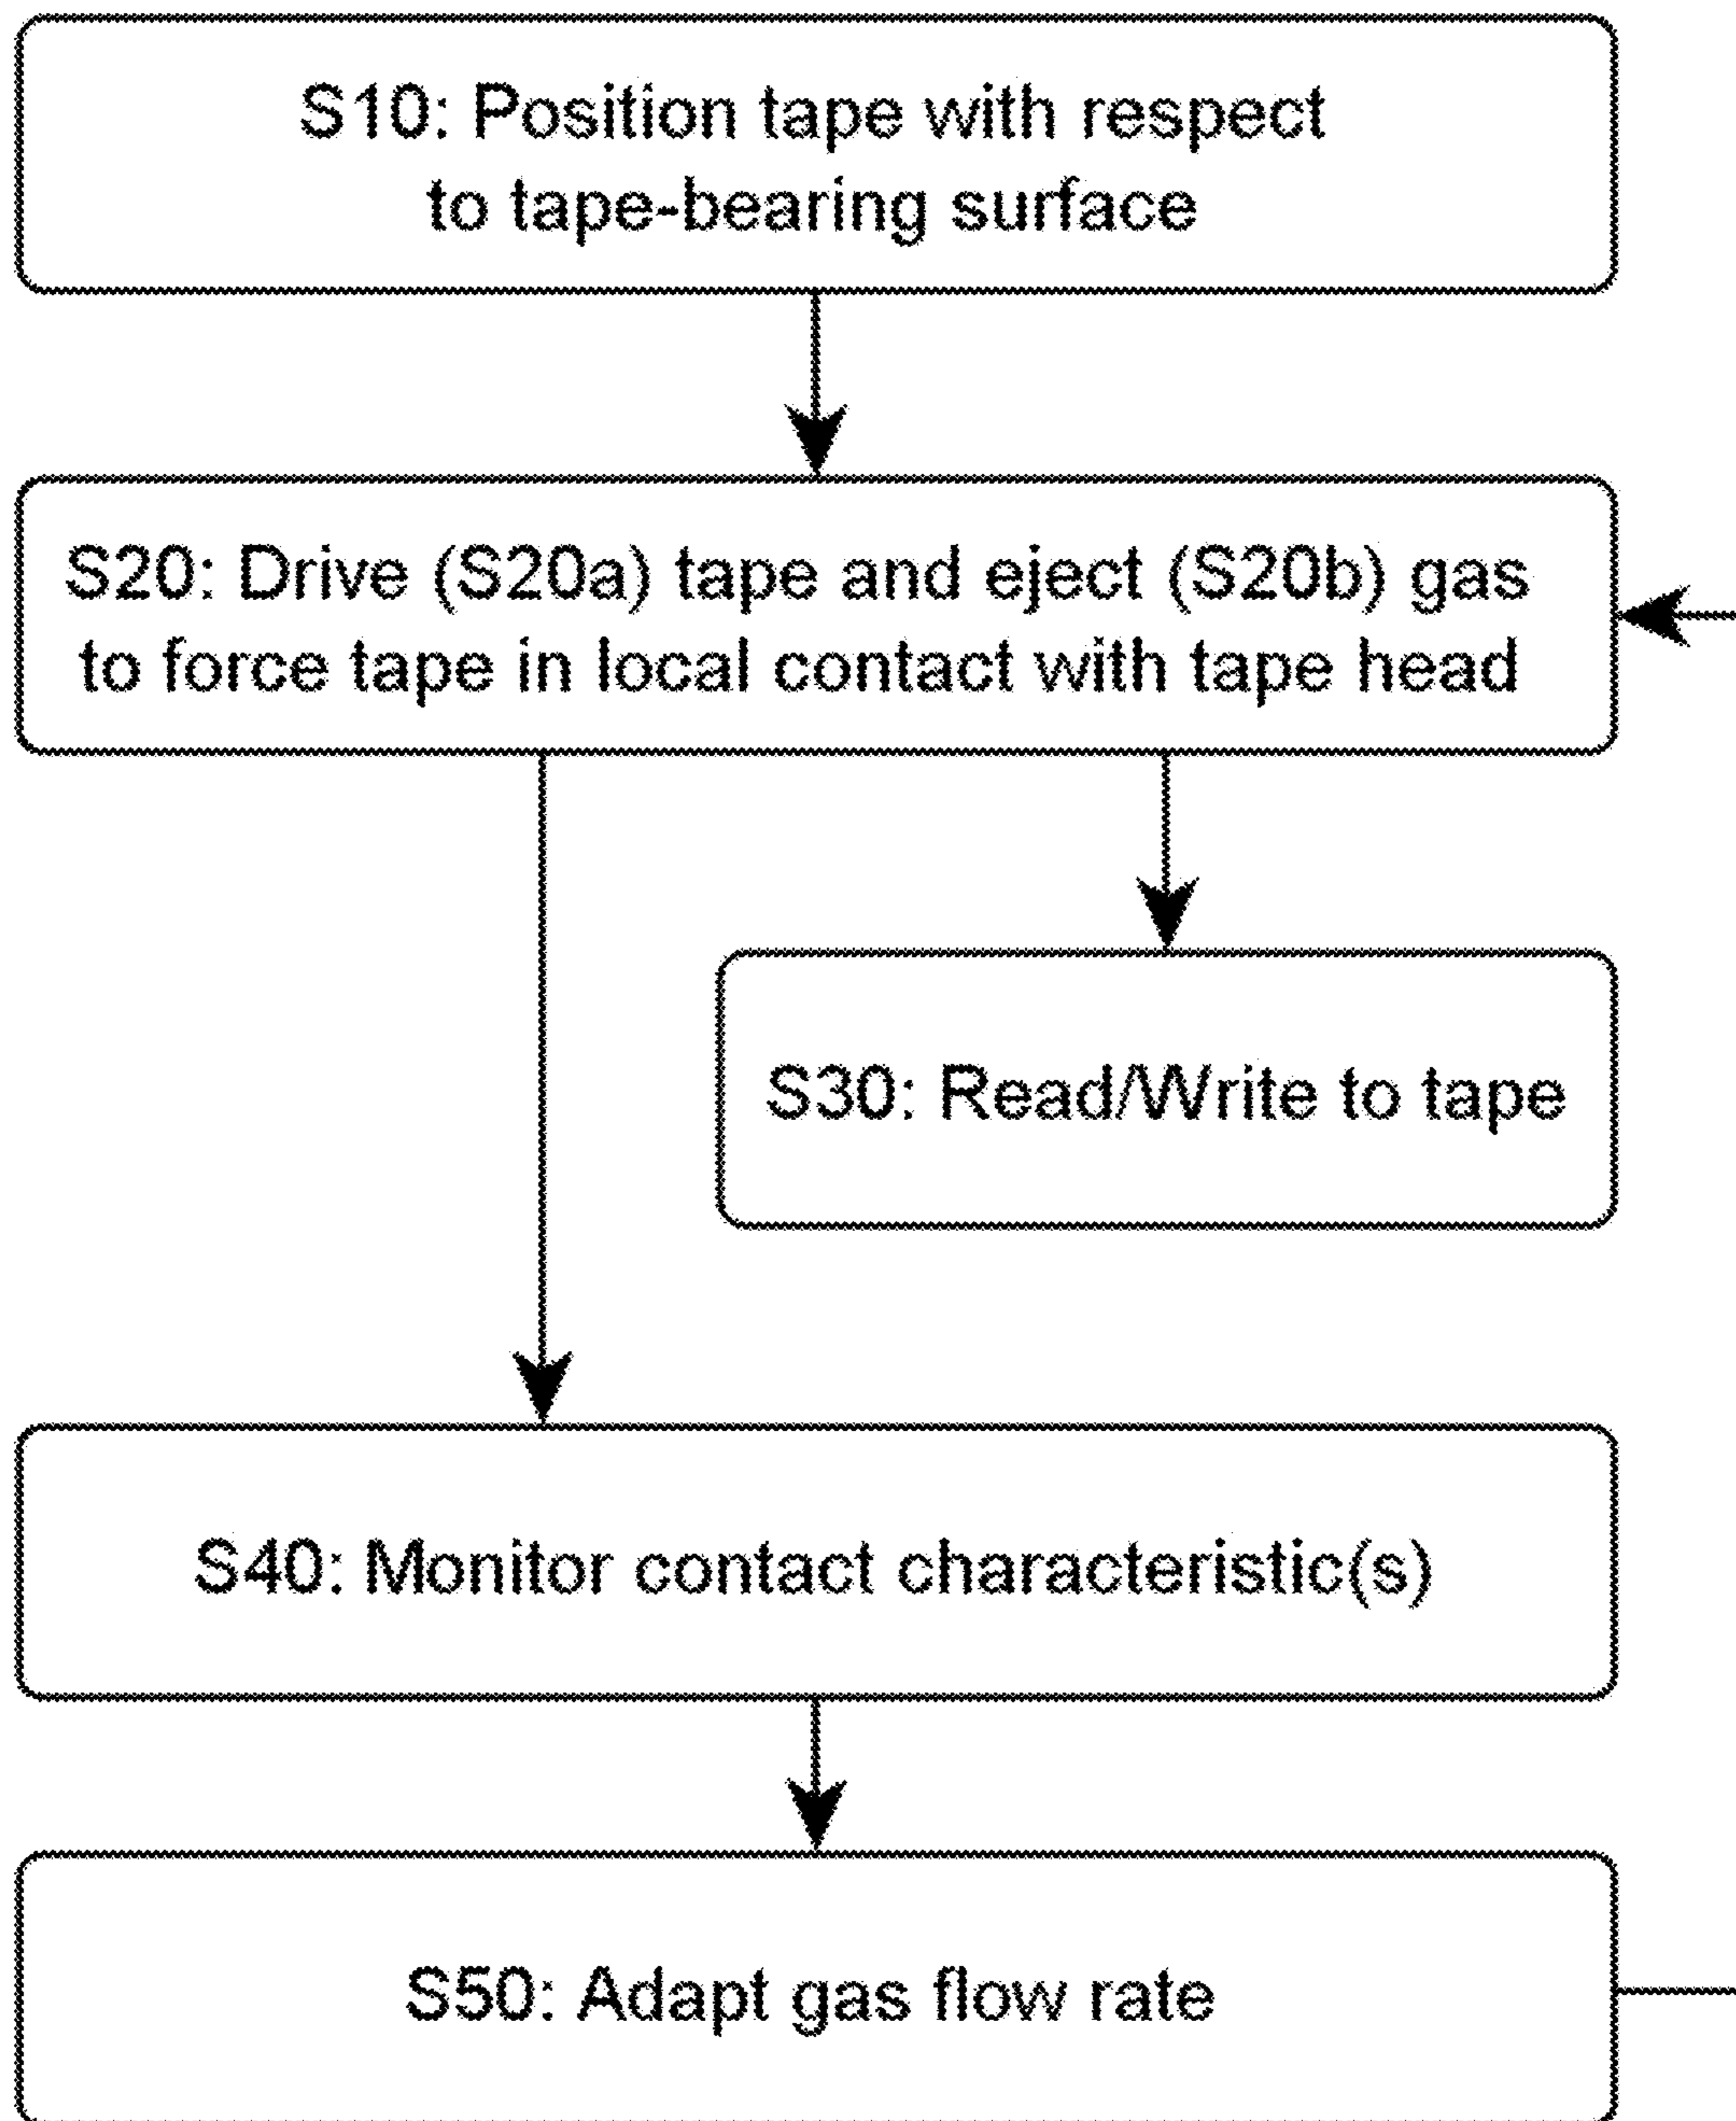 S10: Position tape with respect
to tape-bearing surface
S20: Drive (S20a) tape and eject (S20b) gas
to force tape in local contact with tape head
S30: Read/Write to tape
S40: Monitor contact characteristic(s)
S50: Adapt gas flow rate